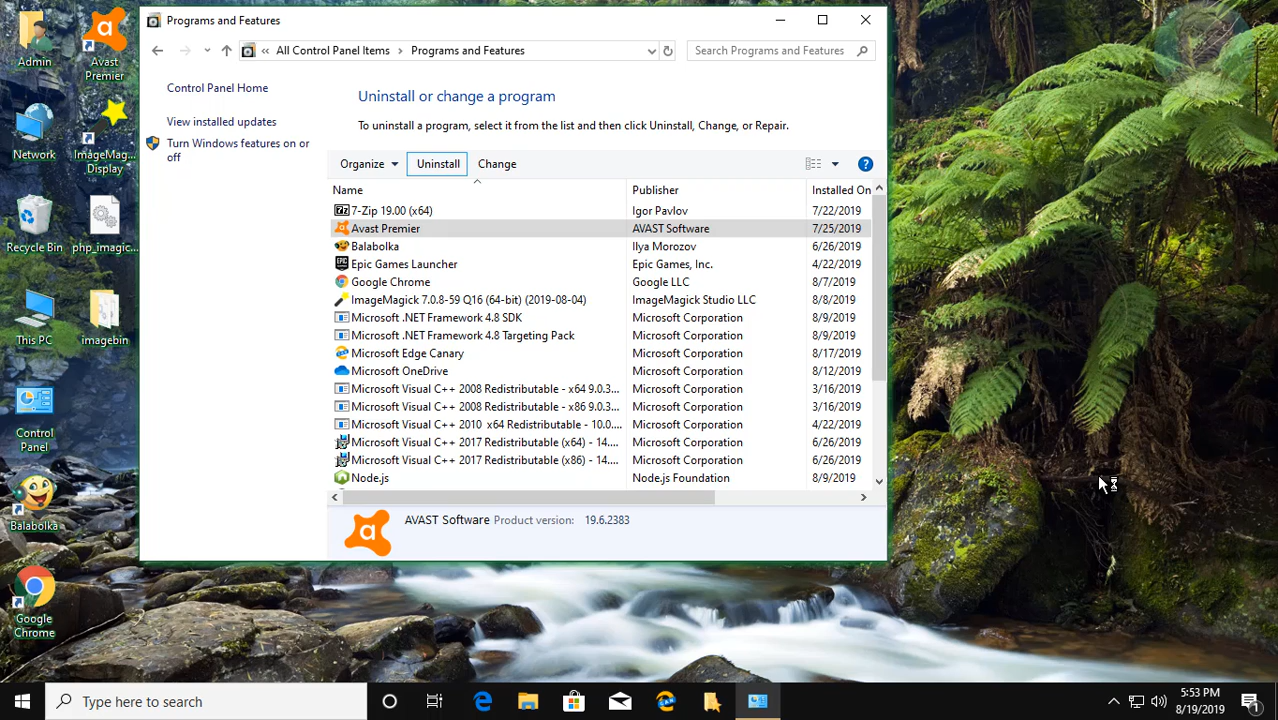 Programs and Features
All Control Panel Items
Programs and Features
Search Programs and Features
Control Panel Home
View installed updates
Turn Windows features on or
off
Uninstall or change a program
To uninstall a program, select it from the list and then click Uninstall, Change, or Repair.
Organize
Uninstall
Change
?
Name Publisher Installed On
7-Zip 19.00 (x64) Igor Pavlov 7/22/2019
Avast Premier AVAST Software 7/25/2019
Balabolka Ilya Morozov 6/26/2019
Epic Games Launcher Epic Games, Inc. 4/22/2019
Google Chrome Google LLC 8/7/2019
ImageMagick 7.0.8-59 Q16 (64-bit) (2019-08-04) ImageMagick Studio LLC 8/8/2019
Microsoft .NET Framework 4.8 SDK Microsoft Corporation 8/9/2019
Microsoft .NET Framework 4.8 Targeting Pack Microsoft Corporation 8/9/2019
Microsoft Edge Canary Microsoft Corporation 8/17/2019
Microsoft OneDrive Microsoft Corporation 8/12/2019
Microsoft Visual C++ 2008 Redistributable - x64 9.0.3... Microsoft Corporation 3/16/2019
Microsoft Visual C++ 2008 Redistributable - x86 9.0.3... Microsoft Corporation 3/16/2019
Microsoft Visual C++ 2010 x64 Redistributable - 10.0.... Microsoft Corporation 4/22/2019
Microsoft Visual C++ 2017 Redistributable (x64) - 14.... Microsoft Corporation 6/26/2019
Microsoft Visual C++ 2017 Redistributable (x86) - 14.... Microsoft Corporation 6/26/2019
Node.js Node.js Foundation 8/9/2019
AVAST Software Product version: 19.6.2383
Admin
Avast
Premier
Network
ImageMag...
Display
Recycle Bin
php_imagic...
This PC
imagebin
Control
Panel
Balabolka
Google
Chrome
Type here to search
5:53 PM
8/19/2019
1